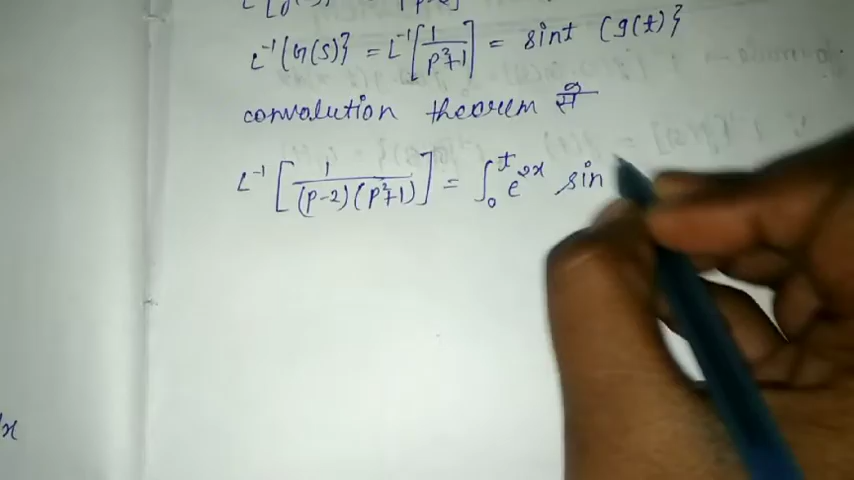 L⁻¹{G(s)} = L⁻¹[1/(p²+1)] = sint {g(t)}
convolution theorem से
L⁻¹[1/((p-2)(p²+1))] = ∫₀ᵗ e²ˣ sin
x